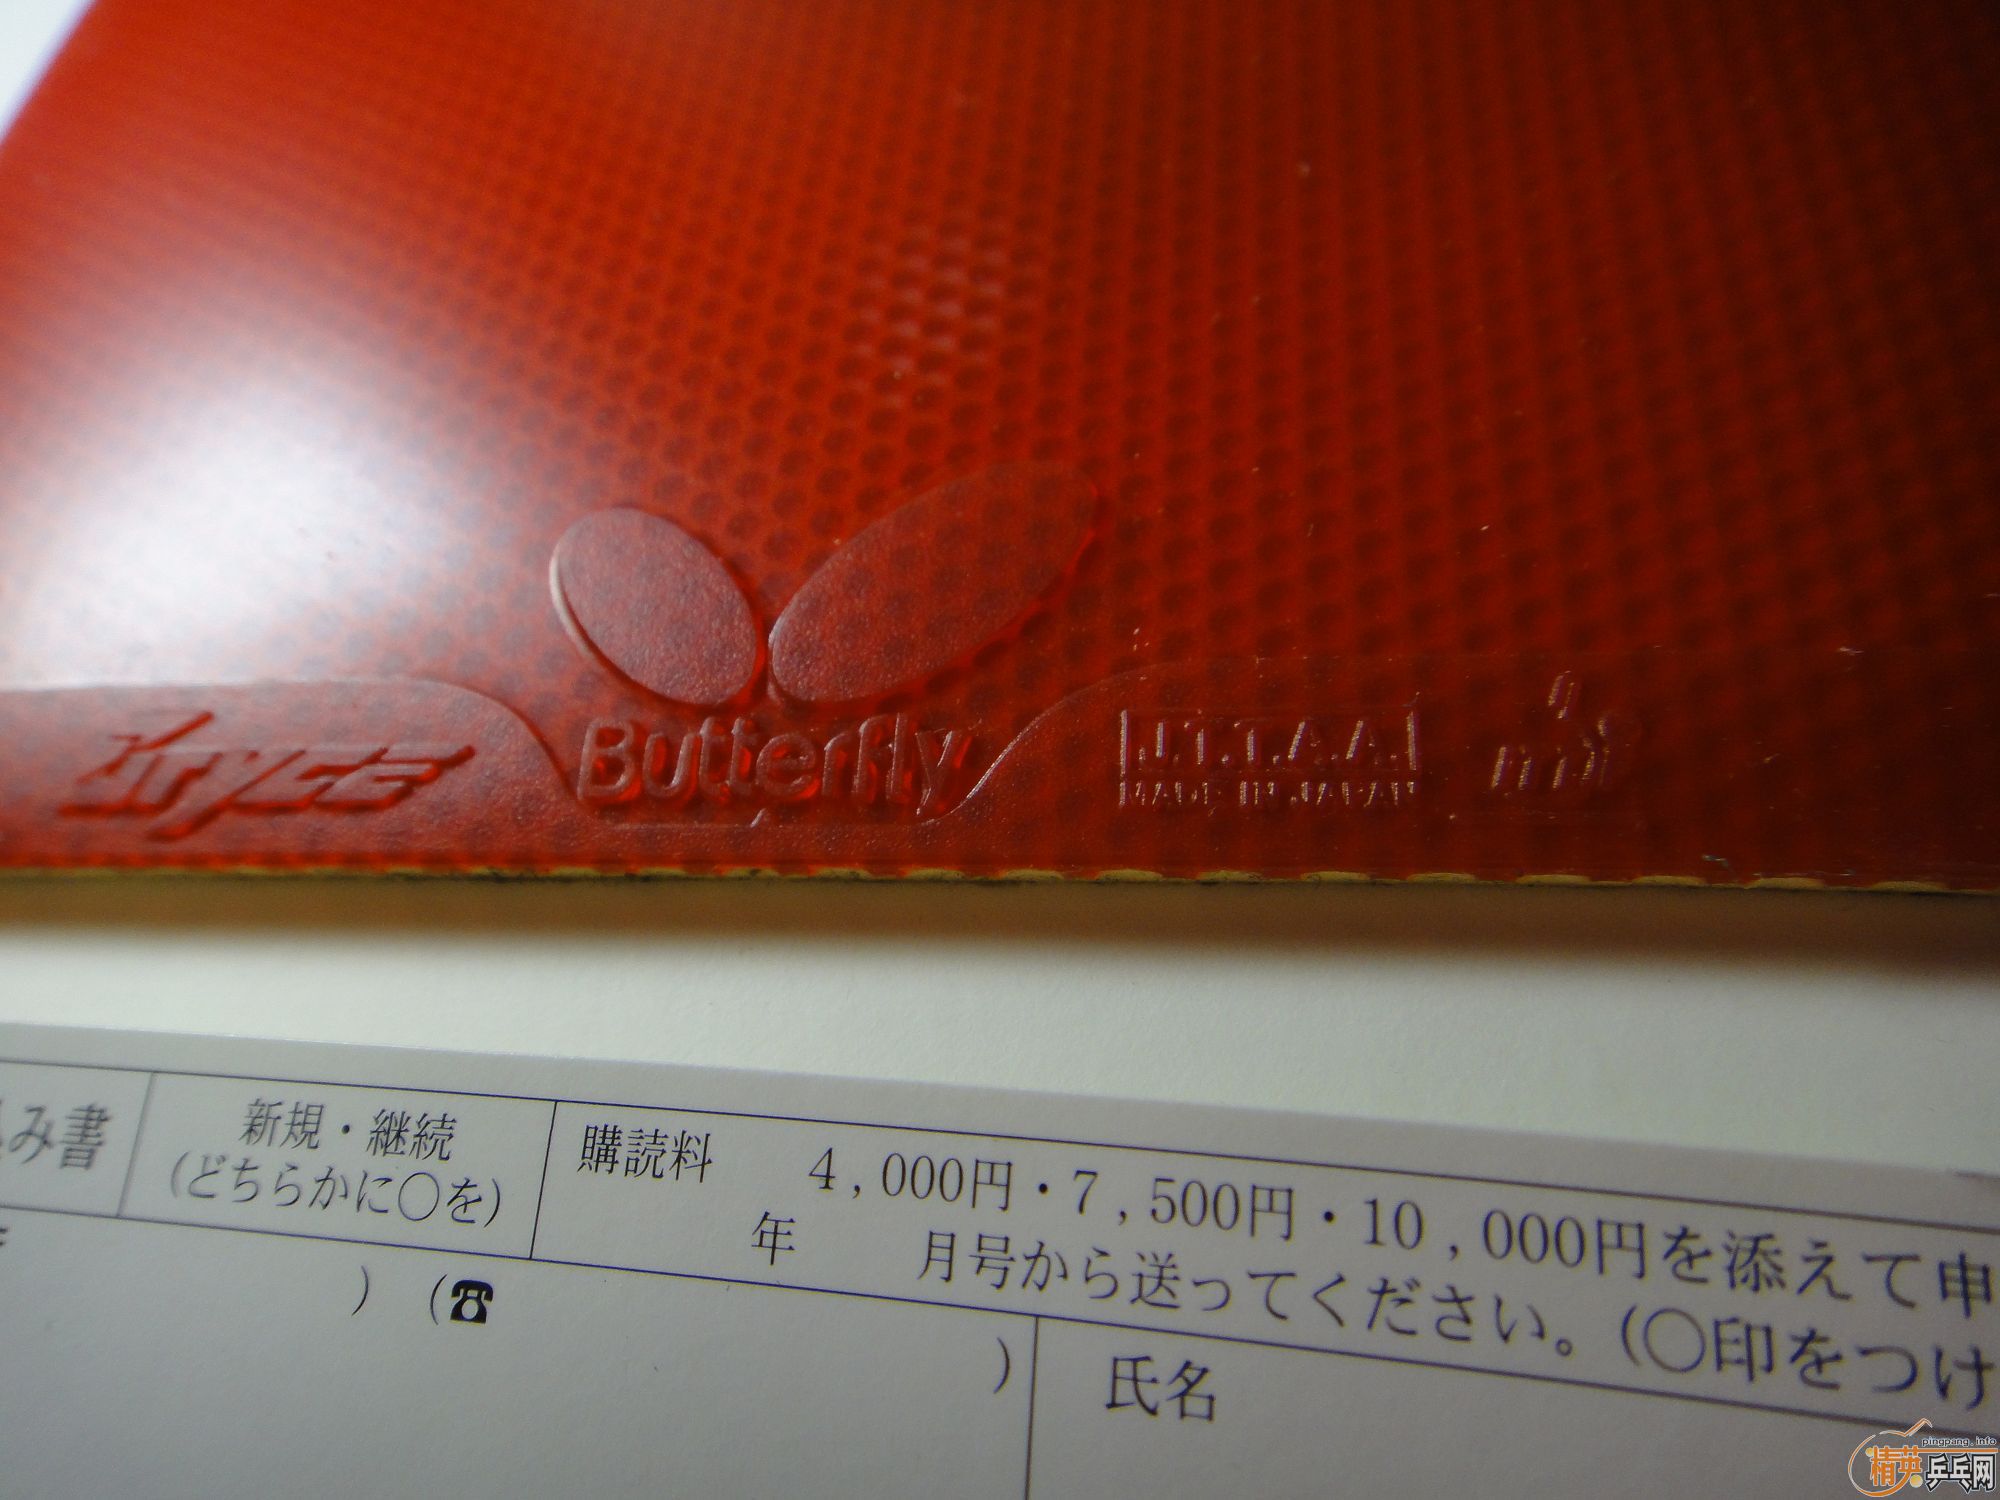 Bryce
Butterfly
J.T.T.A.A.
MADE IN JAPAN
み書
新規・継続
(どちらかに○を)
購読料 4,000円・7,500円・10,000円を添えて申
年 月号から送ってください。(○印をつけ
) (☎ )
氏名
pingpang.info
精英乒乓网